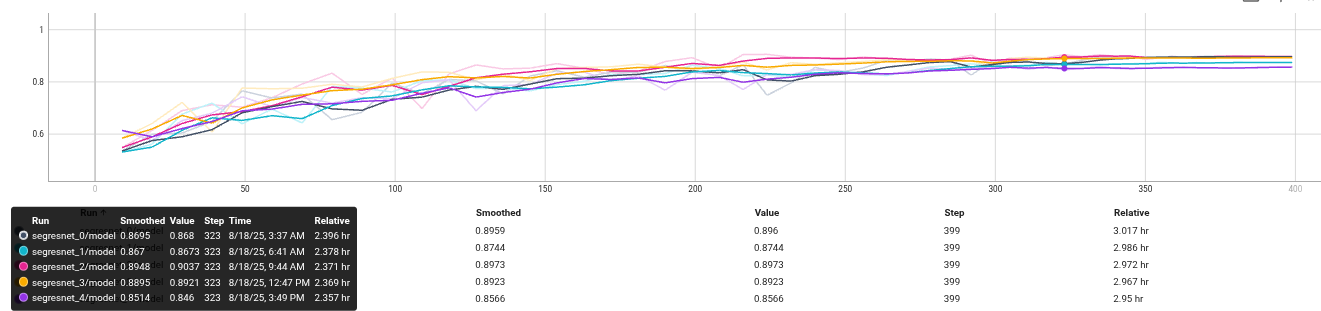 1
0.8
0.6
0 50 100 150 200 250 300 350 400
Run ↑ Smoothed Value Step Relative
Run Smoothed Value Step Time Relative
segresnet_0/model 0.8695 0.868 323 8/18/25, 3:37 AM 2.396 hr
segresnet_1/model 0.867 0.8673 323 8/18/25, 6:41 AM 2.378 hr
segresnet_2/model 0.8948 0.9037 323 8/18/25, 9:44 AM 2.371 hr
segresnet_3/model 0.8895 0.8921 323 8/18/25, 12:47 PM 2.369 hr
segresnet_4/model 0.8514 0.846 323 8/18/25, 3:49 PM 2.357 hr
0.8959 0.896 399 3.017 hr
0.8744 0.8744 399 2.986 hr
0.8973 0.8973 399 2.972 hr
0.8923 0.8923 399 2.967 hr
0.8566 0.8566 399 2.95 hr